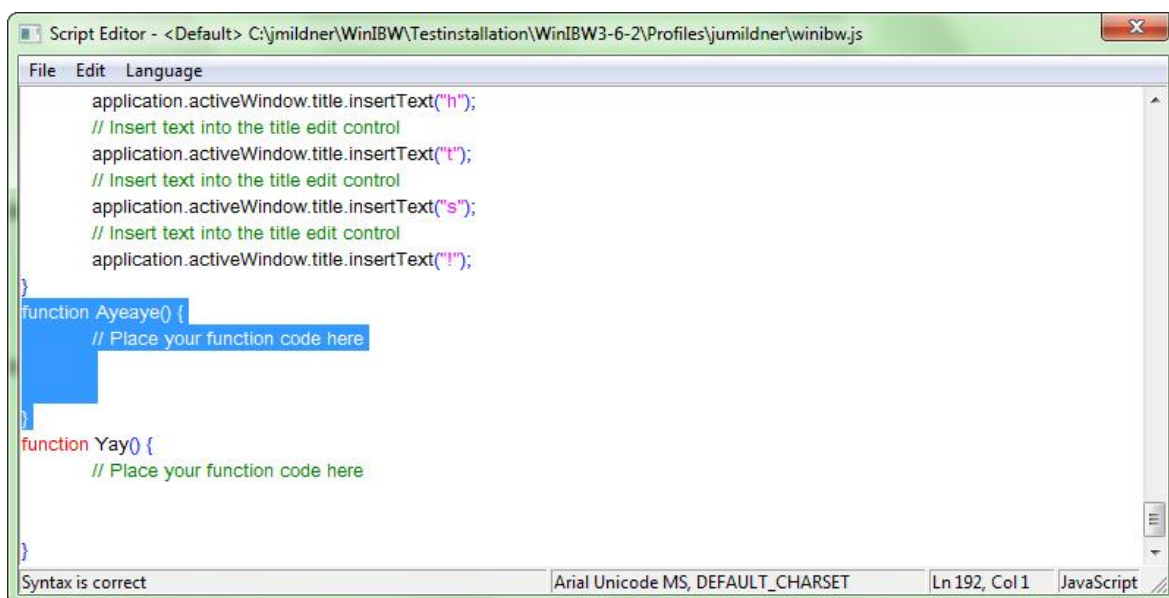 Script Editor - <Default> C:\jmildner\WinIBW\Testinstallation\WinIBW3-6-2\Profiles\jumildner\winibw.js
File Edit Language
application.activeWindow.title.insertText("h");
// Insert text into the title edit control
application.activeWindow.title.insertText("t");
// Insert text into the title edit control
application.activeWindow.title.insertText("s");
// Insert text into the title edit control
application.activeWindow.title.insertText("!");
}
function Ayeaye() {
// Place your function code here
}
function Yay() {
// Place your function code here
}
Syntax is correct Arial Unicode MS, DEFAULT_CHARSET Ln 192, Col 1 JavaScript